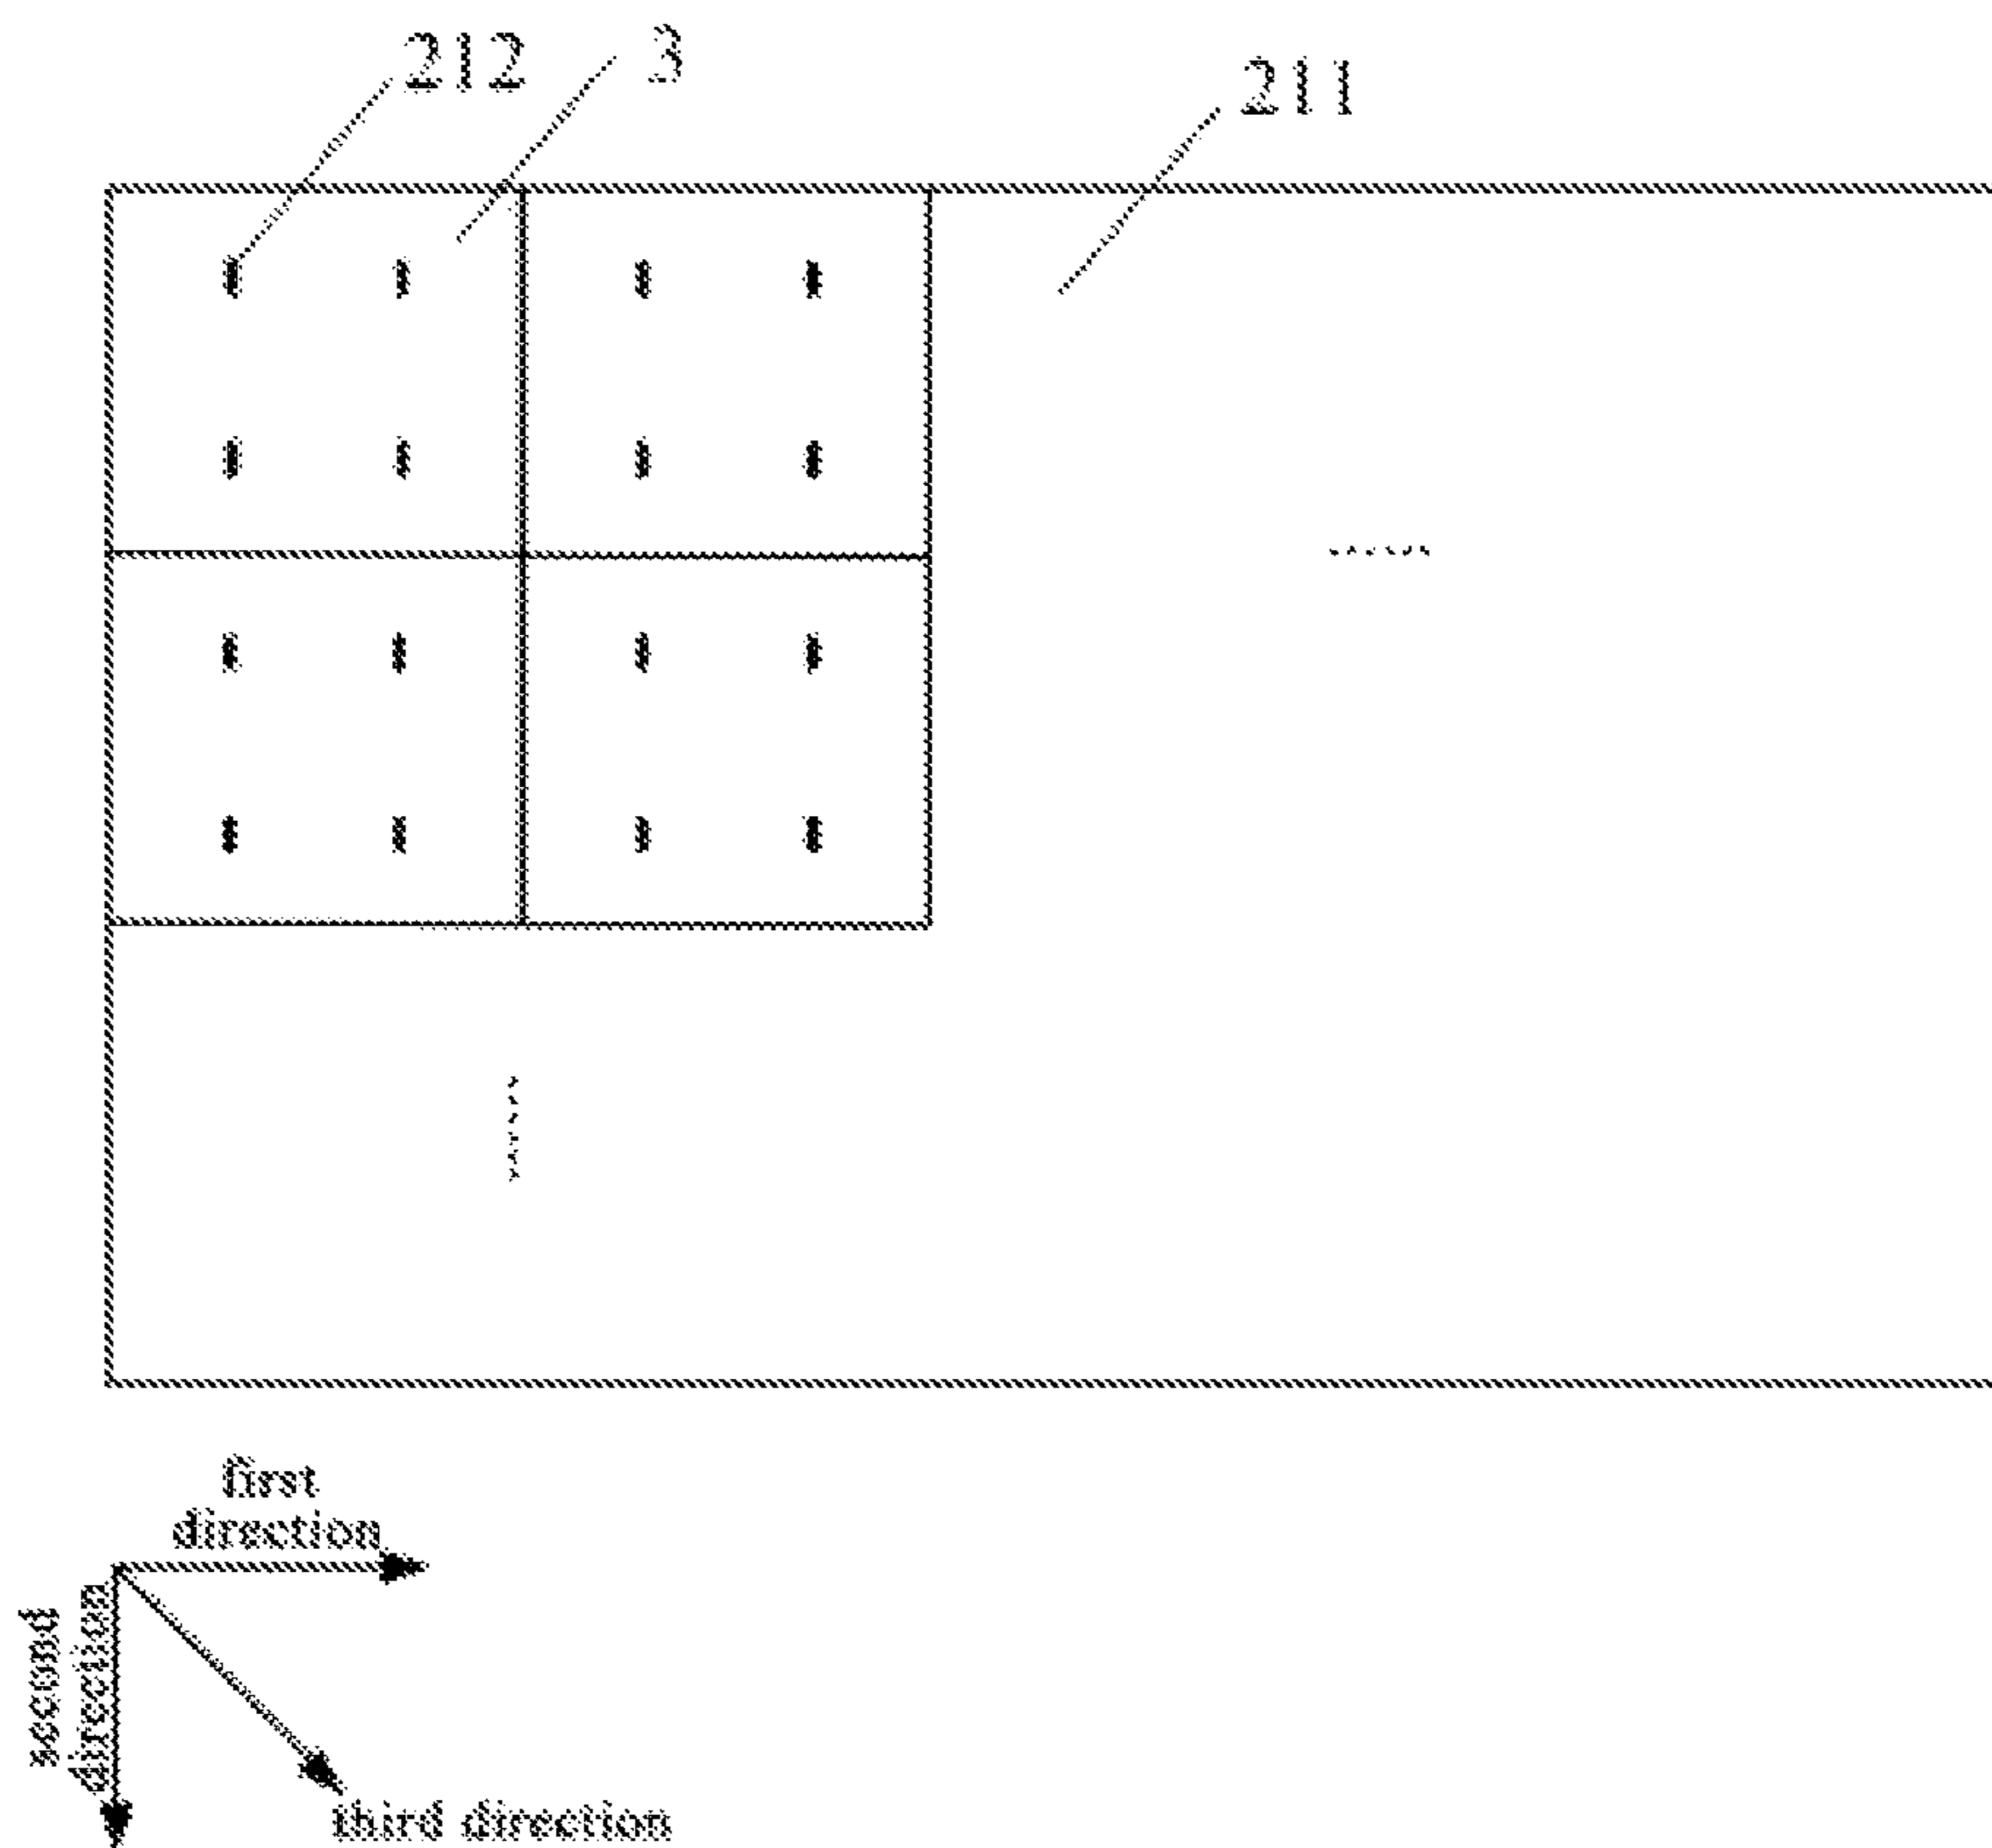 212
3
211
first
direction
second
direction
third direction